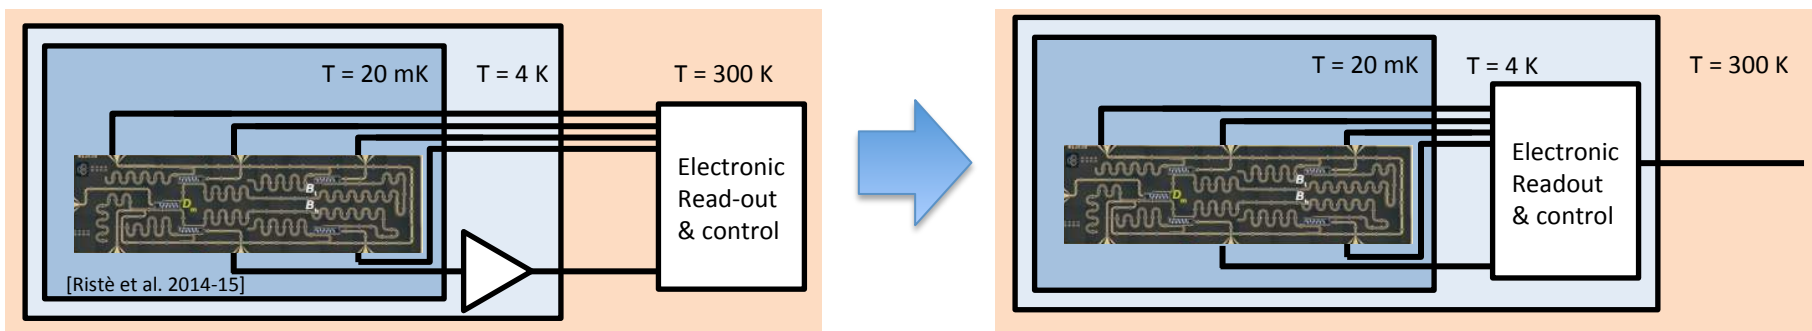 T = 20 mK
T = 4 K
T = 300 K
Electronic
Read-out
& control
[Ristè et al. 2014-15]
T = 20 mK
T = 4 K
T = 300 K
Electronic
Readout
& control